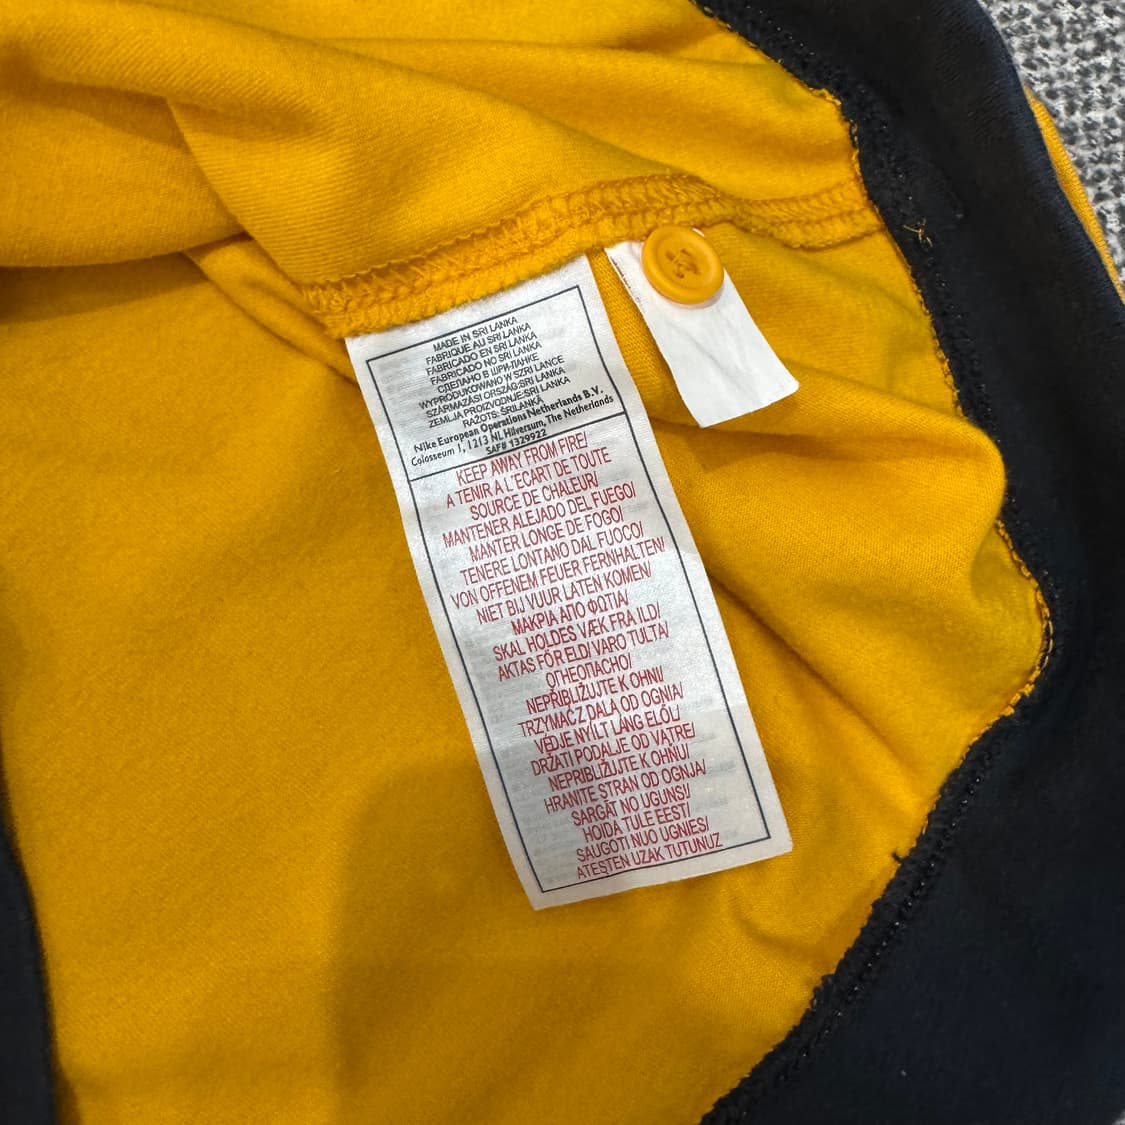 MADE IN SRI LANKA
FABRIQUE AU SRI LANKA
FABRICADO EN SRI LANKA
FABRICADO NO SRI LANKA
СДЕЛАНО В ШРИ-ЛАНКЕ
WYPRODUKOWANO W SZRI LANCE
SZÁRMAZÁSI ORSZÁG:SRI LANKA
ZEMLJA PROIZVODNJE:SRI LANKA
RAŽOTS: ŠRILANKĀ
Nike European Operations Netherlands B.V.
Colosseum 1, 1213 NL Hilversum, The Netherlands
SAF# 1329922
KEEP AWAY FROM FIRE/
A TENIR A L'ECART DE TOUTE
SOURCE DE CHALEUR/
MANTENER ALEJADO DEL FUEGO/
MANTER LONGE DE FOGO/
TENERE LONTANO DAL FUOCO/
VON OFFENEM FEUER FERNHALTEN/
NIET BIJ VUUR LATEN KOMEN/
ΜΑΚΡΙΑ ΑΠΟ ΦΩΤΙΑ/
SKAL HOLDES VÆK FRA ILD/
AKTAS FÖR ELD/ VARO TULTA/
ОГНЕОПАСНО/
NEPŘIBLIŽUJTE K OHNI/
TRZYMAĆ Z DALA OD OGNIA/
VÉDJE NYÍLT LÁNG ELŐL/
DRŽATI PODALJE OD VATRE/
NEPRIBLIŽUJTE K OHŇU/
HRANITE STRAN OD OGNJA/
SARGĀT NO UGUNS/
HOIDA TULE EEST/
SAUGOTI NUO UGNIES/
ATEŞTEN UZAK TUTUNUZ